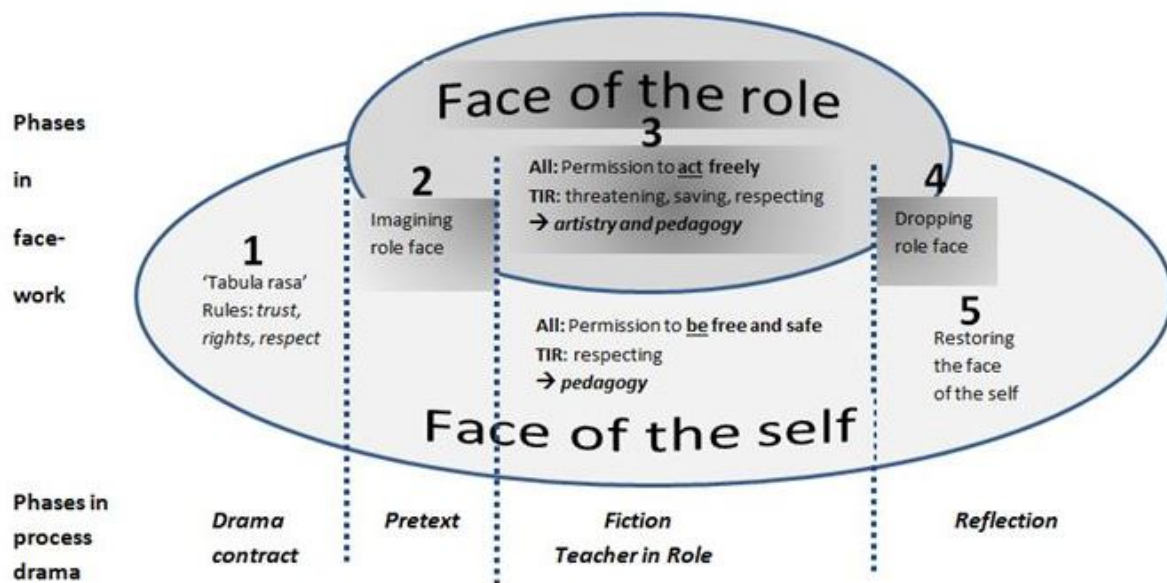 Phases
in
face-
work
Face of the role
3
All: Permission to act freely
TIR: threatening, saving, respecting
→ artistry and pedagogy
2
Imagining
role face
4
Dropping
role face
1
‘Tabula rasa’
Rules: trust,
rights, respect
All: Permission to be free and safe
TIR: respecting
→ pedagogy
5
Restoring
the face
of the self
Face of the self
Phases in
process
drama
Drama
contract
Pretext
Fiction
Teacher in Role
Reflection